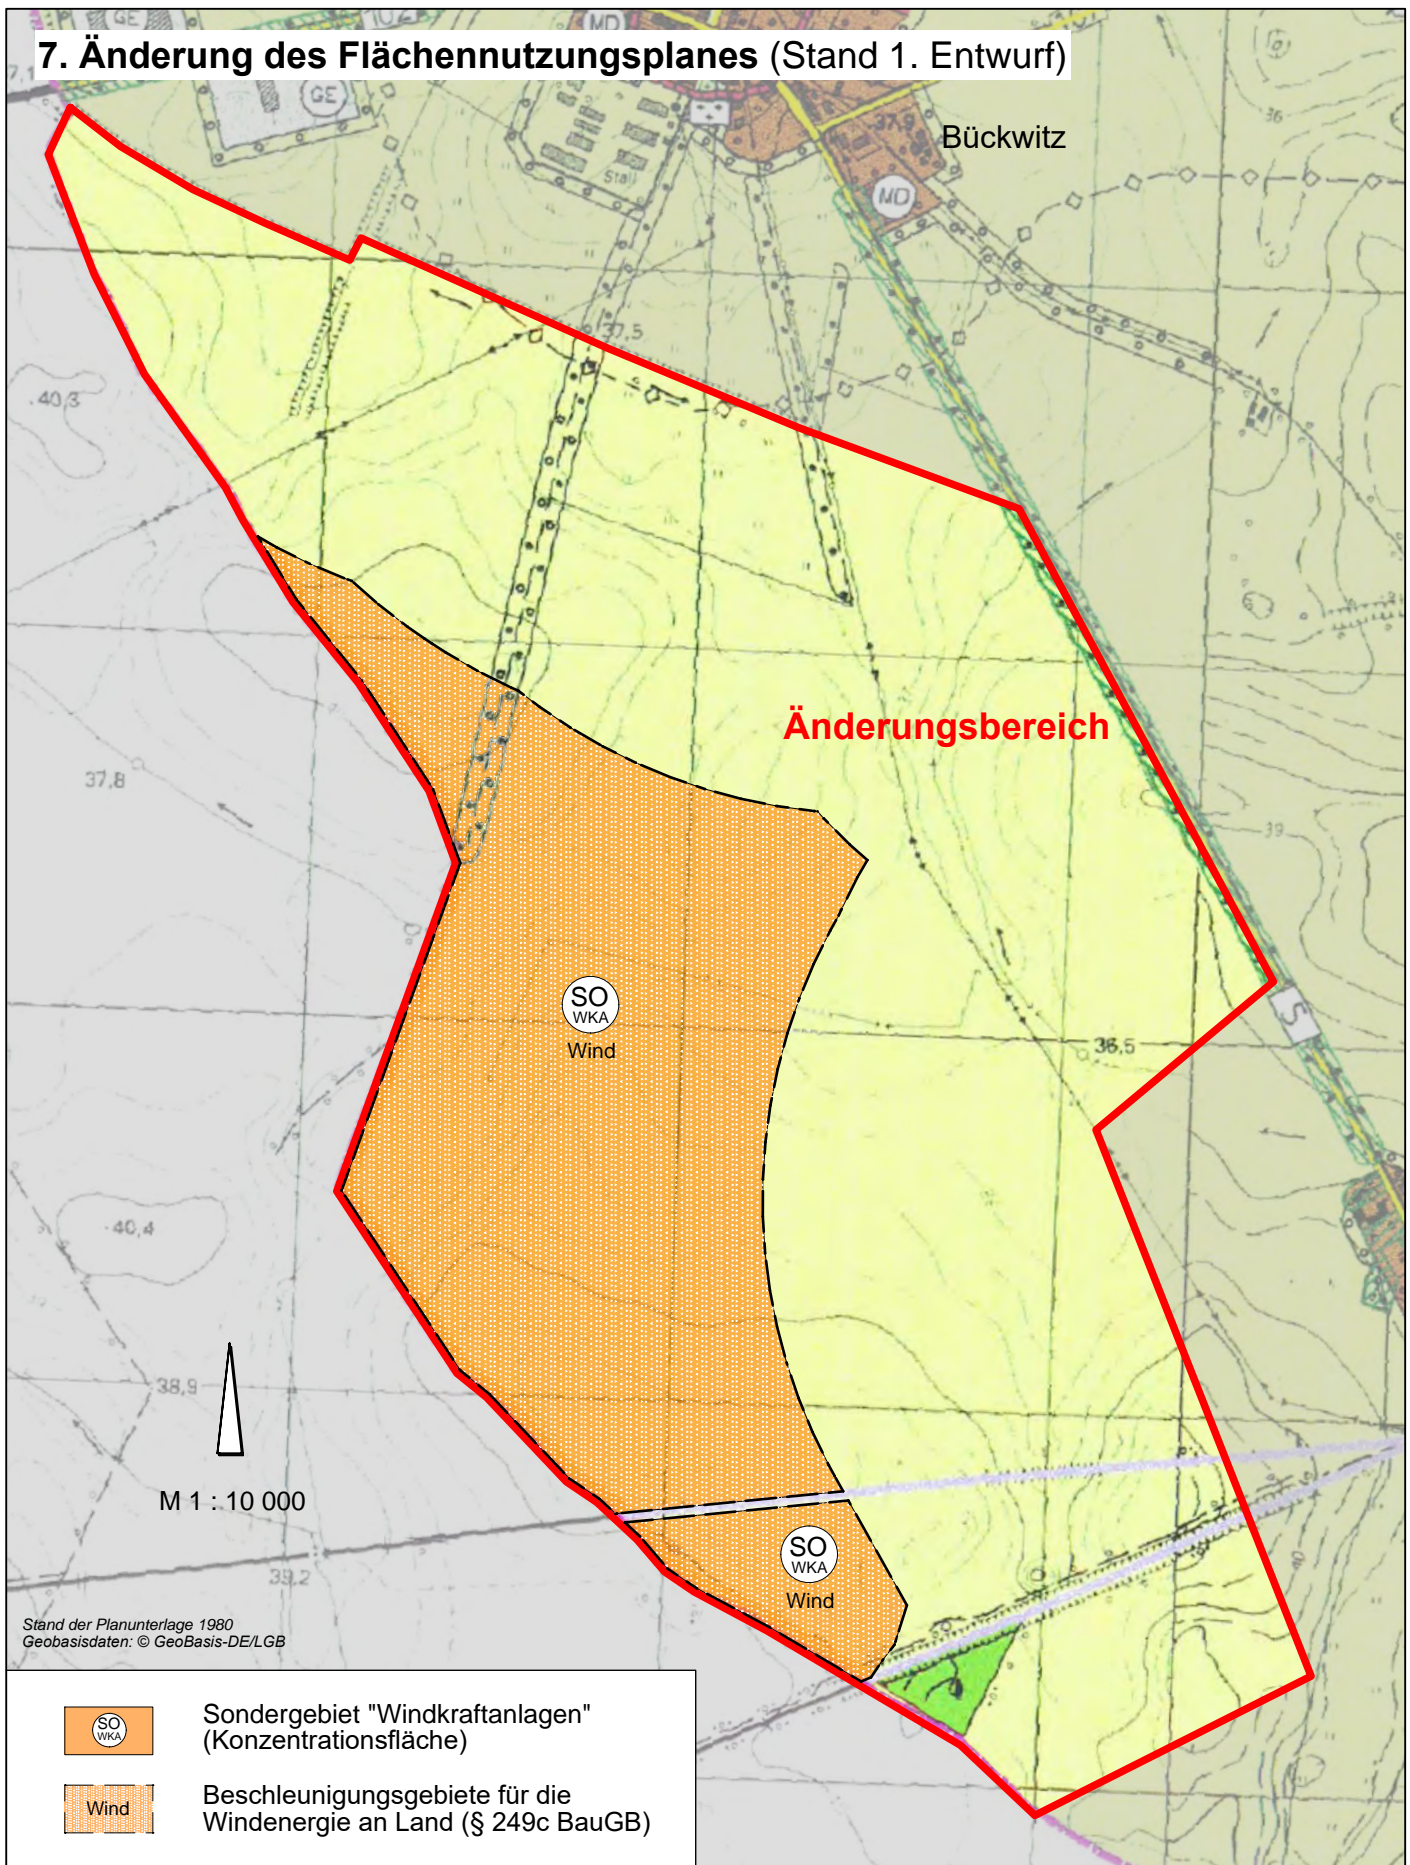 GE
102
MD
7. Änderung des Flächennutzungsplanes (Stand 1. Entwurf)
GE
37,9
Bückwitz
36
Stall
MD
37,5
40,3
Änderungsbereich
37,8
39
SO
WKA
Wind
36,5
S
40,4
38,9
M 1 : 10 000
SO
WKA
Wind
39,2
40
Stand der Planunterlage 1980
Geobasisdaten: © GeoBasis-DE/LGB
SO
WKA
Sondergebiet "Windkraftanlagen"
(Konzentrationsfläche)
Wind
Beschleunigungsgebiete für die
Windenergie an Land (§ 249c BauGB)